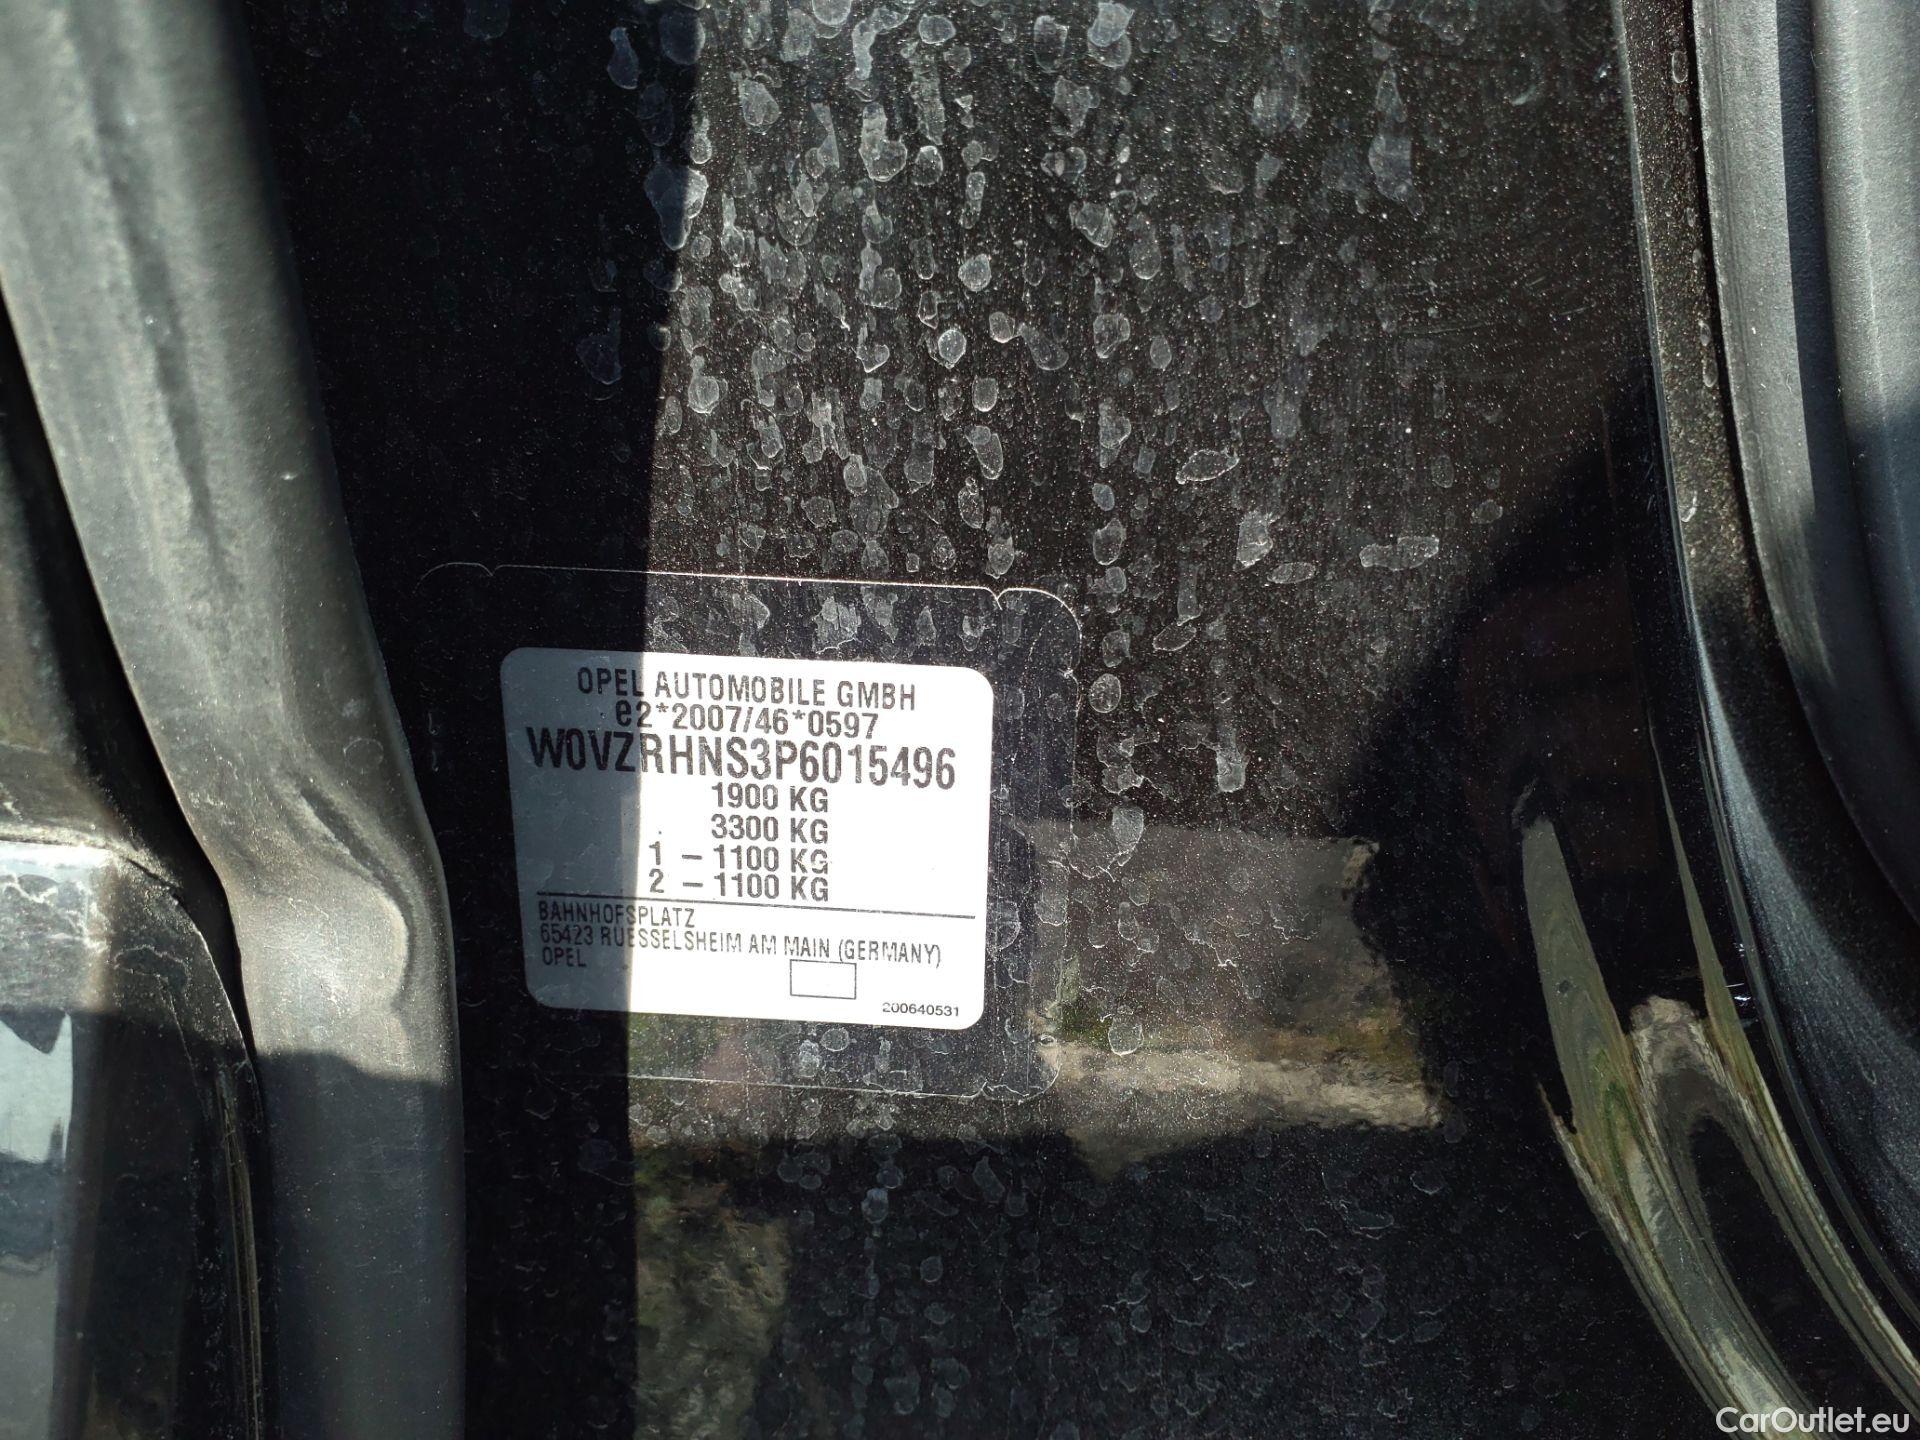 OPEL AUTOMOBILE GMBH
e2*2007/46*0597
W0VZRHNS3P6015496
1900 KG
3300 KG
1 - 1100 KG
2 - 1100 KG
BAHNHOFSPLATZ
65423 RUESSELSHEIM AM MAIN (GERMANY)
OPEL
200640531
CarOutlet.eu